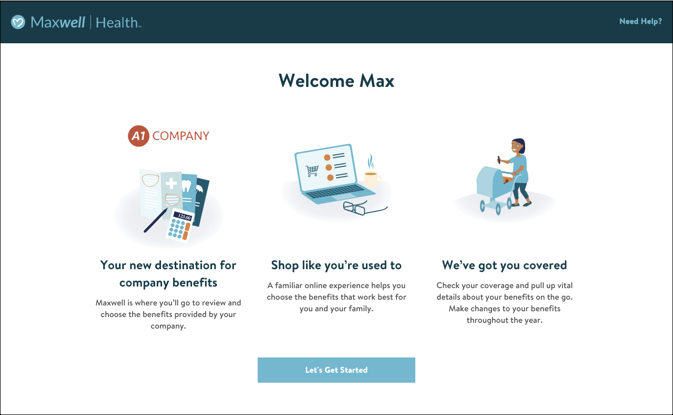 Maxwell | Health
Need Help?
Welcome Max
A1 COMPANY
Your new destination for
company benefits
Maxwell is where you'll go to review and
choose the benefits provided by your
company.
Shop like you're used to
A familiar online experience helps you
choose the benefits that work best for
you and your family.
We've got you covered
Check your coverage and pull up vital
details about your benefits on the go.
Make changes to your benefits
throughout the year.
Let's Get Started